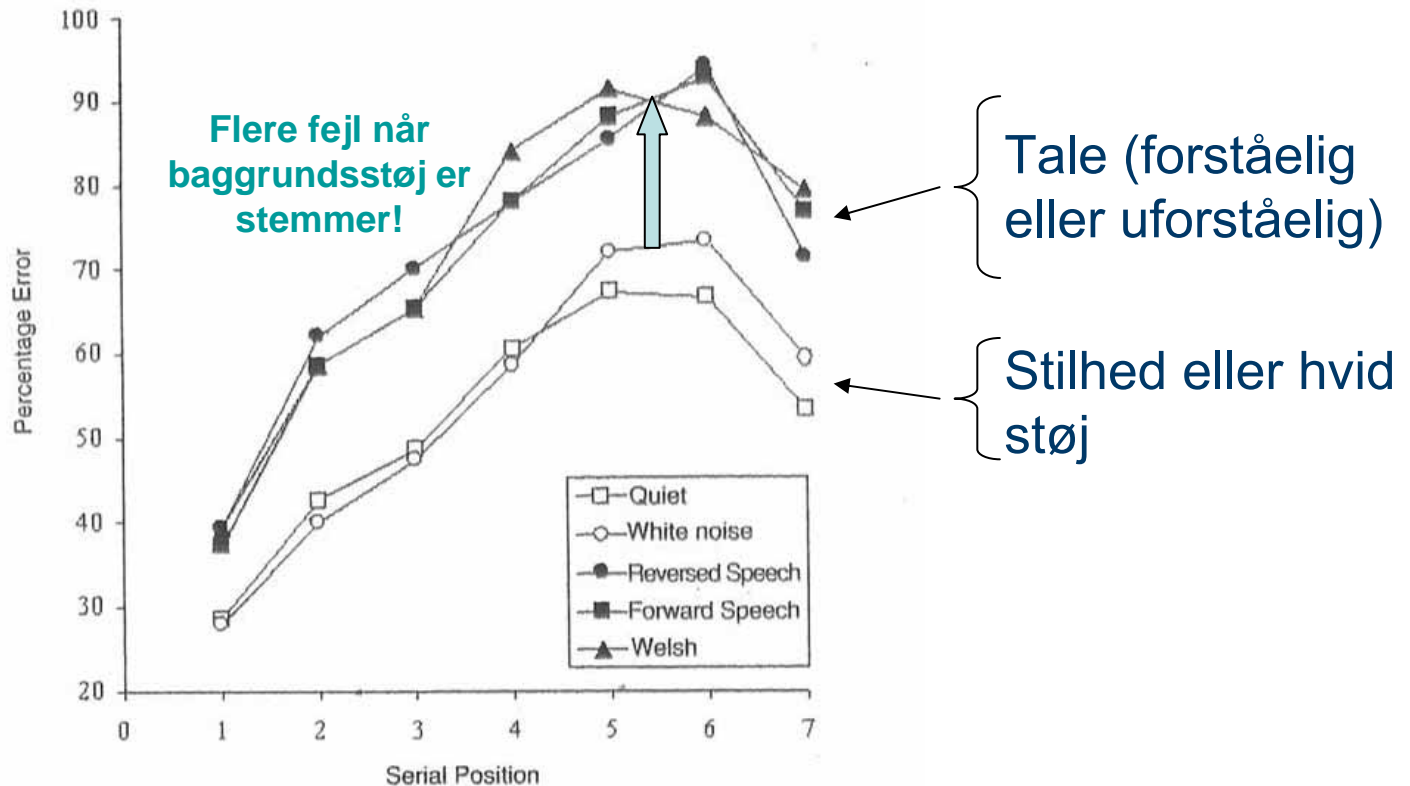 100
90
80
70
60
50
40
30
20
Percentage Error
0
1
2
3
4
5
6
7
Serial Position
Flere fejl når
baggrundsstøj er
stemmer!
Quiet
White noise
Reversed Speech
Forward Speech
Welsh
Tale (forståelig
eller uforståelig)
Stilhed eller hvid
støj